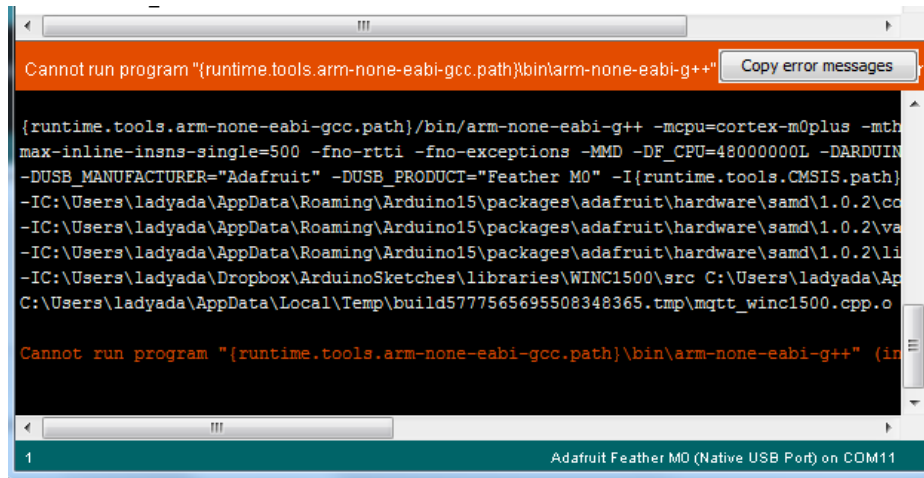 Cannot run program "{runtime.tools.arm-none-eabi-gcc.path}\bin\arm-none-eabi-g++" Copy error messages
{runtime.tools.arm-none-eabi-gcc.path}/bin/arm-none-eabi-g++ -mcpu=cortex-m0plus -mth
max-inline-insns-single=500 -fno-rtti -fno-exceptions -MMD -DF_CPU=48000000L -DARDUIN
-DUSB_MANUFACTURER="Adafruit" -DUSB_PRODUCT="Feather M0" -I{runtime.tools.CMSIS.path}
-IC:\Users\ladyada\AppData\Roaming\Arduino15\packages\adafruit\hardware\samd\1.0.2\co
-IC:\Users\ladyada\AppData\Roaming\Arduino15\packages\adafruit\hardware\samd\1.0.2\va
-IC:\Users\ladyada\AppData\Roaming\Arduino15\packages\adafruit\hardware\samd\1.0.2\li
-IC:\Users\ladyada\Dropbox\ArduinoSketches\libraries\WINC1500\src C:\Users\ladyada\Ap
C:\Users\ladyada\AppData\Local\Temp\build5777565695508348365.tmp\mqtt_winc1500.cpp.o
Cannot run program "{runtime.tools.arm-none-eabi-gcc.path}\bin\arm-none-eabi-g++" (in
1 Adafruit Feather M0 (Native USB Port) on COM11